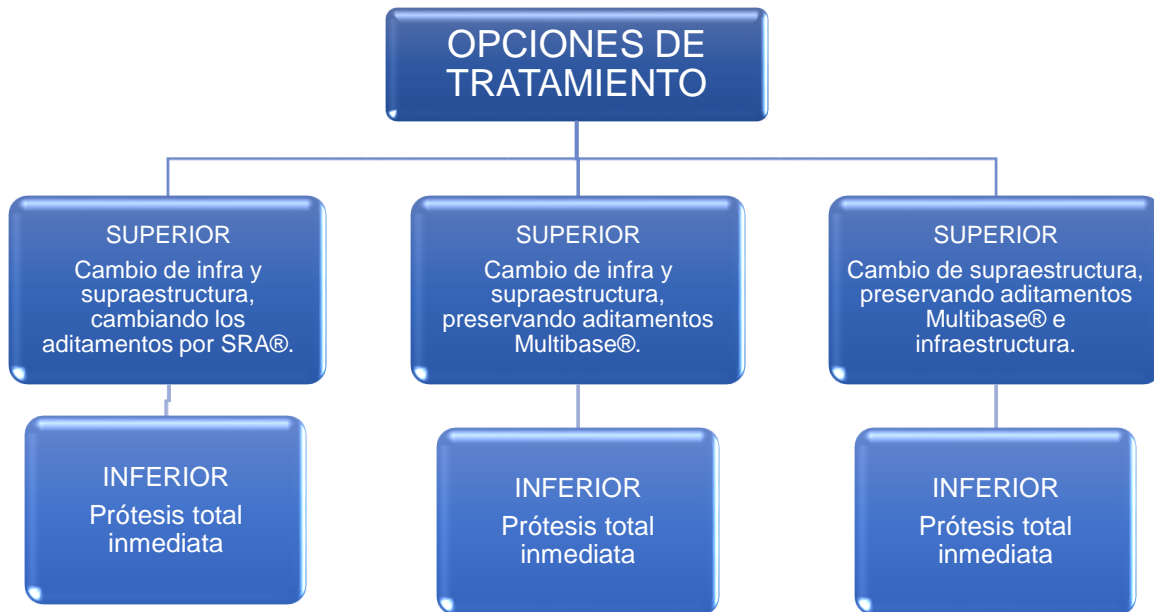 OPCIONES DE
TRATAMIENTO
SUPERIOR
Cambio de infra y
supraestructura,
cambiando los
aditamentos por SRA®.
SUPERIOR
Cambio de infra y
supraestructura,
preservando aditamentos
Multibase®.
SUPERIOR
Cambio de supraestructura,
preservando aditamentos
Multibase® e
infraestructura.
INFERIOR
Prótesis total
inmediata
INFERIOR
Prótesis total
inmediata
INFERIOR
Prótesis total
inmediata